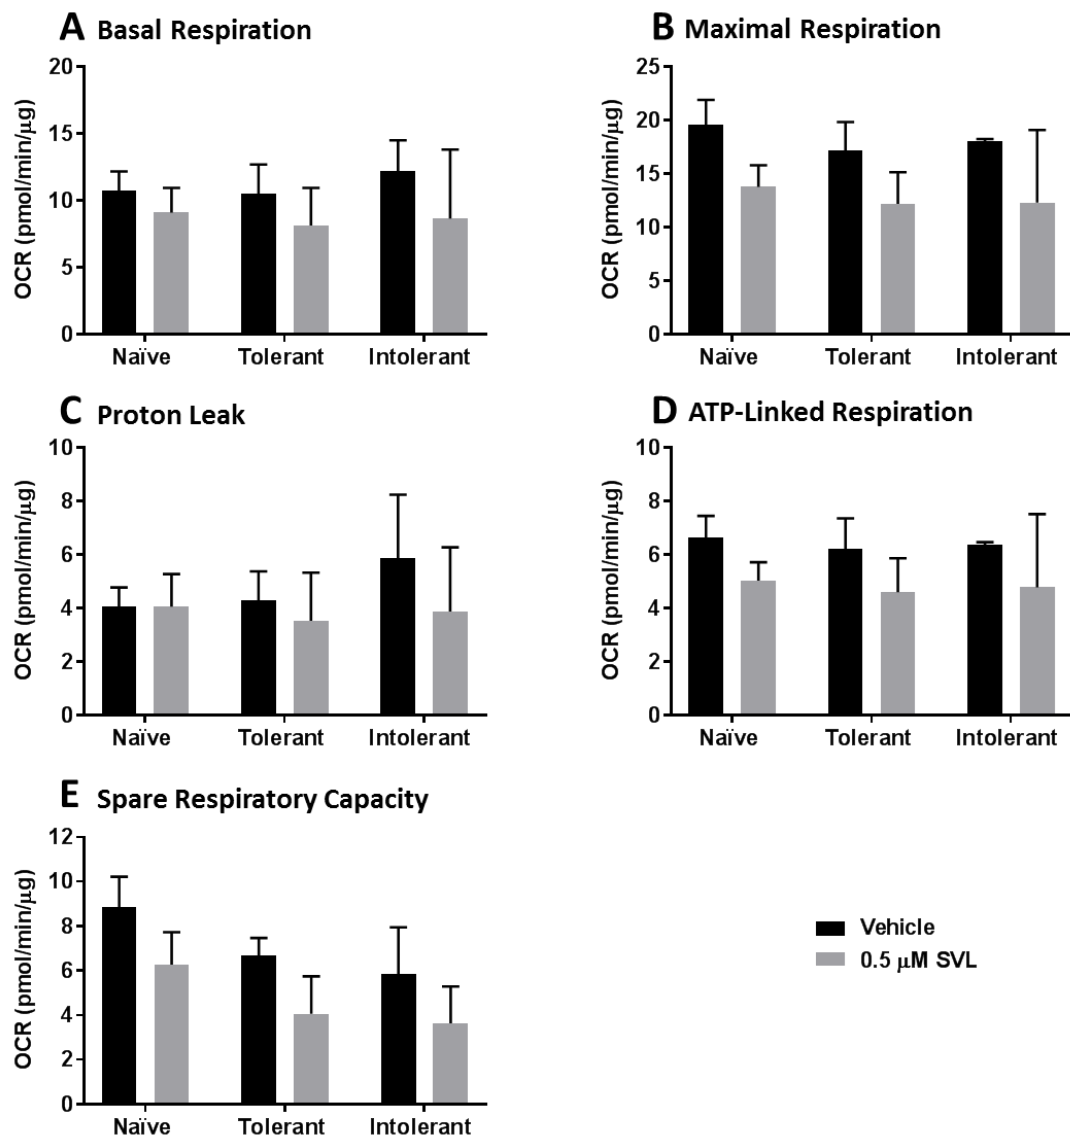 A Basal Respiration
20
15
10
5
0
OCR (pmol/min/μg)
Naïve Tolerant Intolerant
B Maximal Respiration
25
20
15
10
5
0
OCR (pmol/min/μg)
Naïve Tolerant Intolerant
C Proton Leak
10
8
6
4
2
0
OCR (pmol/min/μg)
Naïve Tolerant Intolerant
D ATP-Linked Respiration
10
8
6
4
2
0
OCR (pmol/min/μg)
Naïve Tolerant Intolerant
E Spare Respiratory Capacity
12
10
8
6
4
2
0
OCR (pmol/min/μg)
Naïve Tolerant Intolerant
Vehicle
0.5 μM SVL